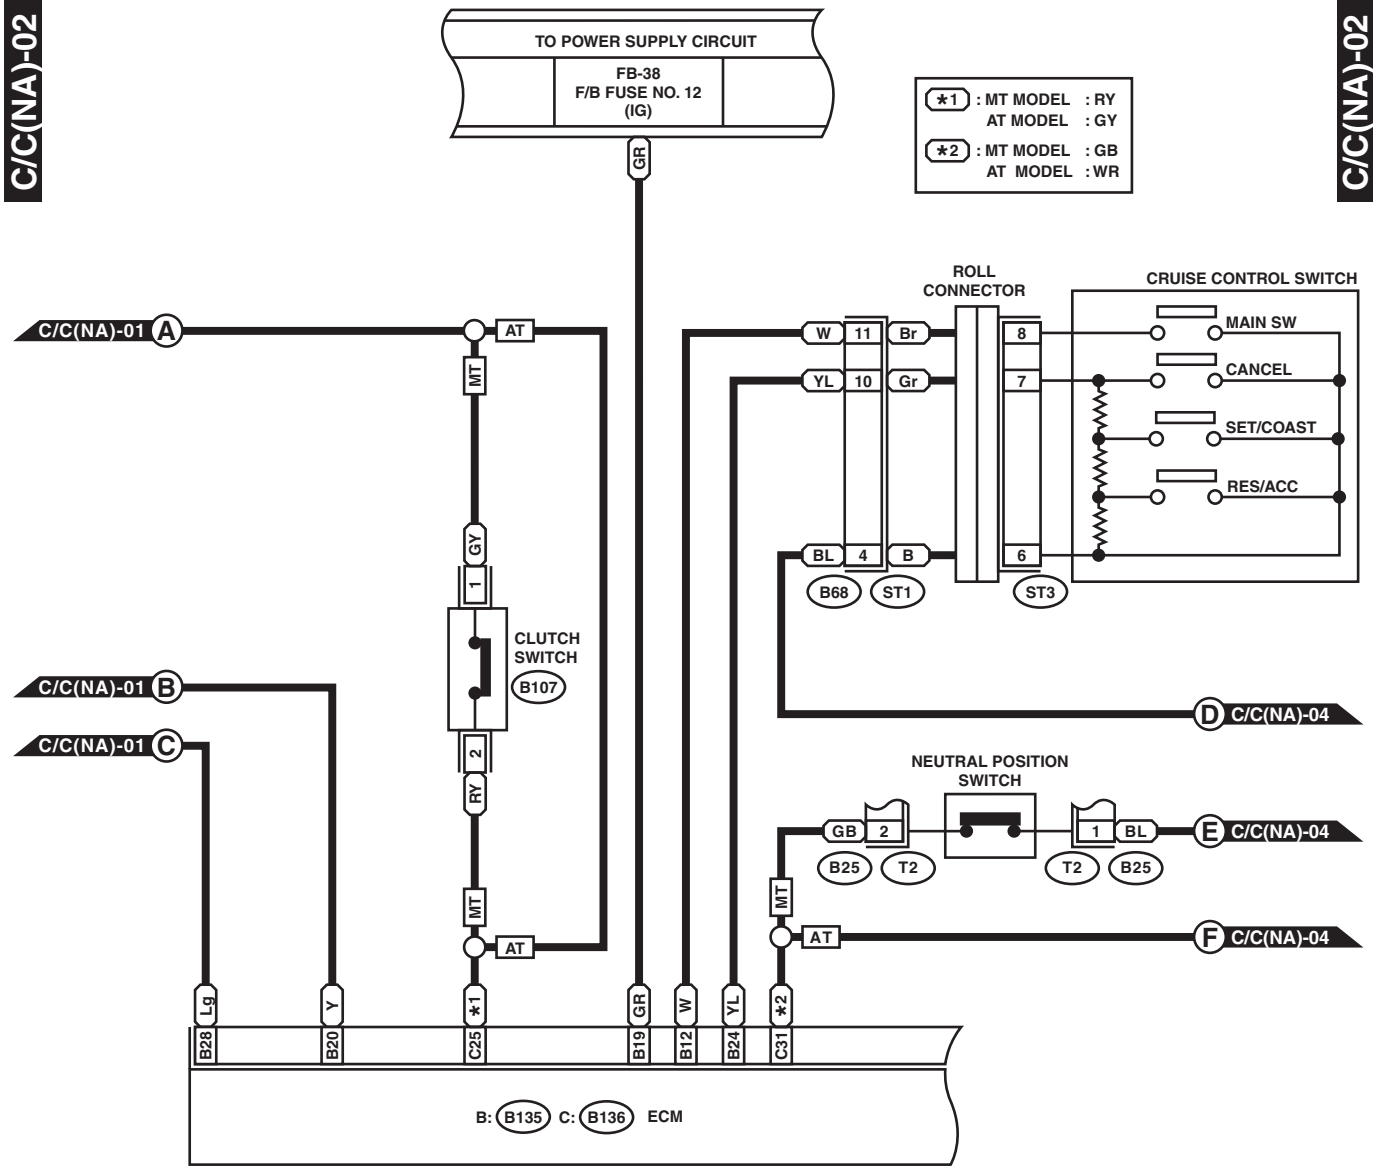 C/C(NA)-02
C/C(NA)-02
TO POWER SUPPLY CIRCUIT
FB-38
F/B FUSE NO. 12
(IG)
GR
*1 : MT MODEL : RY
AT MODEL : GY
*2 : MT MODEL : GB
AT MODEL : WR
ROLL
CONNECTOR
CRUISE CONTROL SWITCH
C/C(NA)-01 A
AT
MT
W 11 Br 8 MAIN SW
YL 10 Gr 7 CANCEL
SET/COAST
RES/ACC
BL 4 B 6
B68 ST1 ST3
GY
1
CLUTCH
SWITCH
B107
2
RY
MT
AT
C/C(NA)-01 B
C/C(NA)-01 C
D C/C(NA)-04
NEUTRAL POSITION
SWITCH
GB 2 1 BL E C/C(NA)-04
B25 T2 T2 B25
MT
AT F C/C(NA)-04
Lg Y *1 GR W YL *2
B28 B20 C25 B19 B12 B24 C31
B: B135 C: B136 ECM